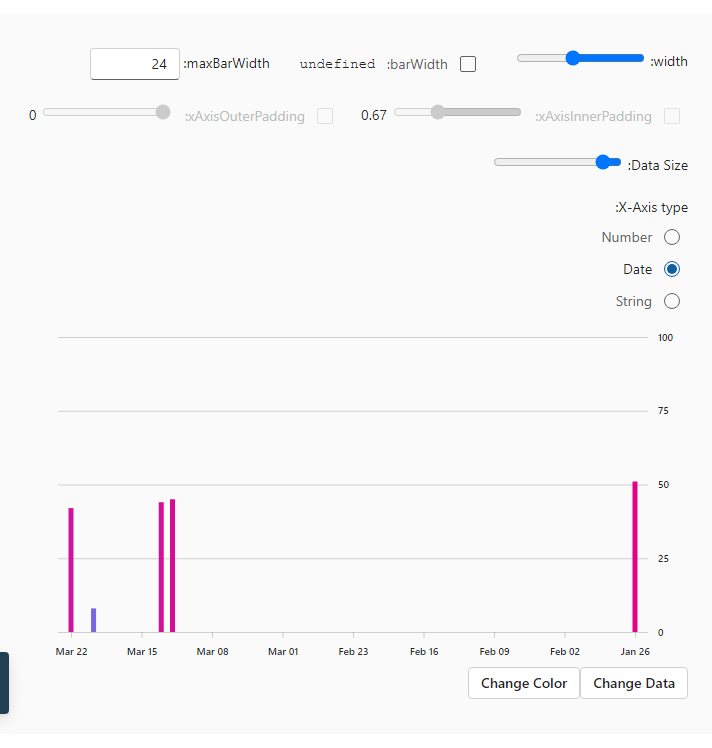 24 :maxBarWidth undefined :barWidth :width
0 :xAxisOuterPadding 0.67 :xAxisInnerPadding
:Data Size
:X-Axis type
Number
Date
String
100
75
50
25
0
Mar 22 Mar 15 Mar 08 Mar 01 Feb 23 Feb 16 Feb 09 Feb 02 Jan 26
Change Color Change Data